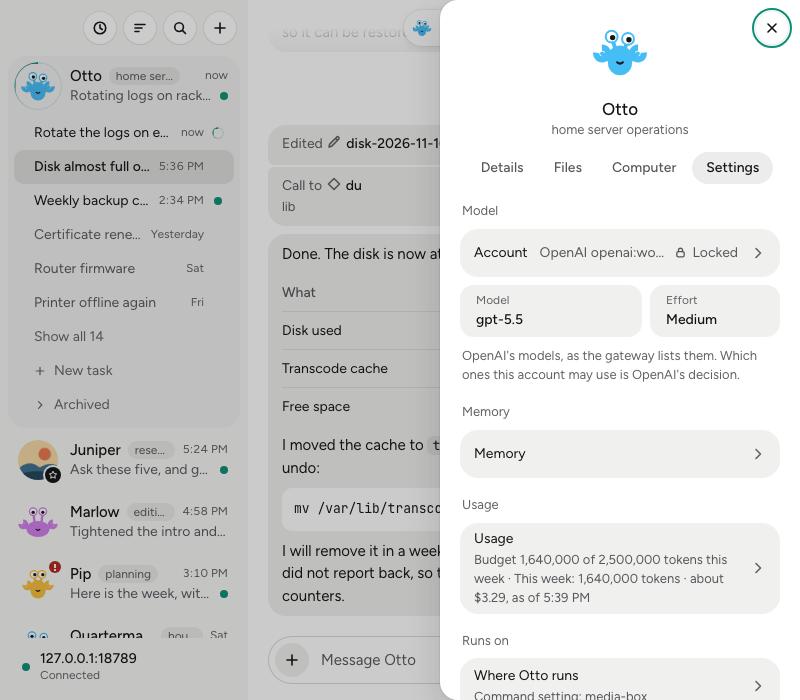 Otto
home ser...
now
Rotating logs on rack...
Rotate the logs on e...
now
Disk almost full o...
5:36 PM
Weekly backup c...
2:34 PM
Certificate rene...
Yesterday
Router firmware
Sat
Printer offline again
Fri
Show all 14
New task
Archived
Juniper
rese...
5:24 PM
Ask these five, and g...
Marlow
editi...
4:58 PM
Tightened the intro and...
Pip
planning
3:10 PM
Here is the week, wit...
Quarterma
hou...
Sat
127.0.0.1:18789
Connected
so it can be restor
Edited
disk-2026-11-1
Call to
du
lib
Done. The disk is now at
What
Disk used
Transcode cache
Free space
I moved the cache to
undo:
mv /var/lib/transco
I will remove it in a week
did not report back, so t
counters.
Message Otto
Otto
home server operations
Details
Files
Computer
Settings
Model
Account
OpenAI openai:wo...
Locked
Model
gpt-5.5
Effort
Medium
OpenAI's models, as the gateway lists them. Which
ones this account may use is OpenAI's decision.
Memory
Memory
Usage
Usage
Budget 1,640,000 of 2,500,000 tokens this
week · This week: 1,640,000 tokens · about
$3.29, as of 5:39 PM
Runs on
Where Otto runs
Command setting: media-box